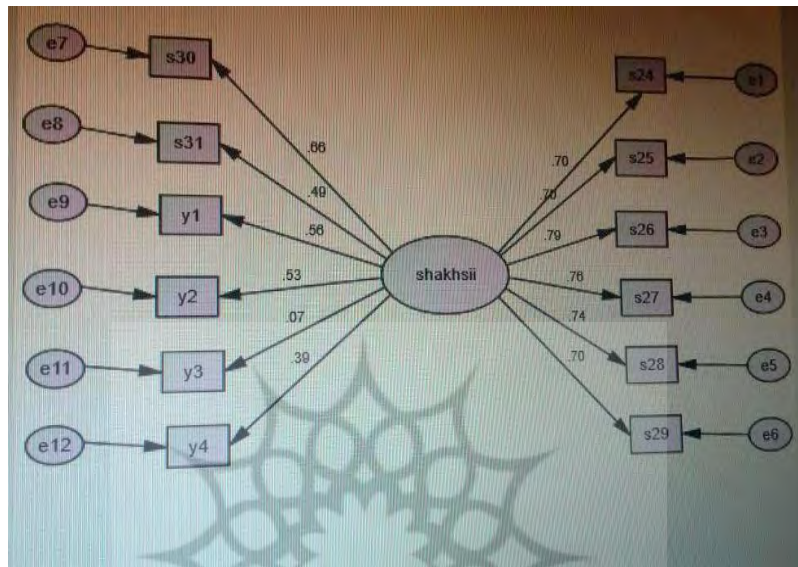 e7
s30
.66
e8
s31
.49
e9
y1
.56
e10
y2
.53
e11
y3
.07
e12
y4
.39
shakhsii
.70
s24
e1
s25
e2
.79
s26
e3
.76
s27
e4
.74
s28
e5
.70
s29
e6